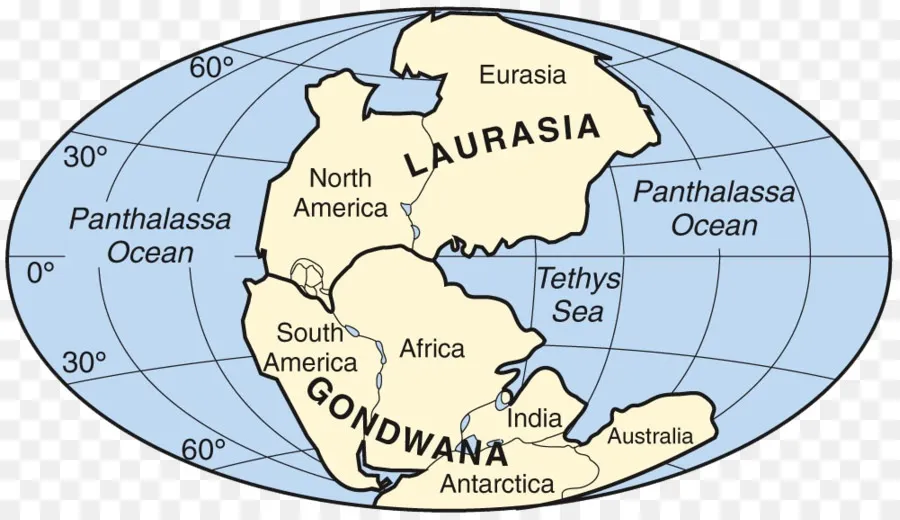 60°
Eurasia
LAURASIA
30°
North
America
Panthalassa
Ocean
Panthalassa
Ocean
0°
Tethys
Sea
South
America
Africa
30°
GONDWANA
India
Australia
60°
Antarctica